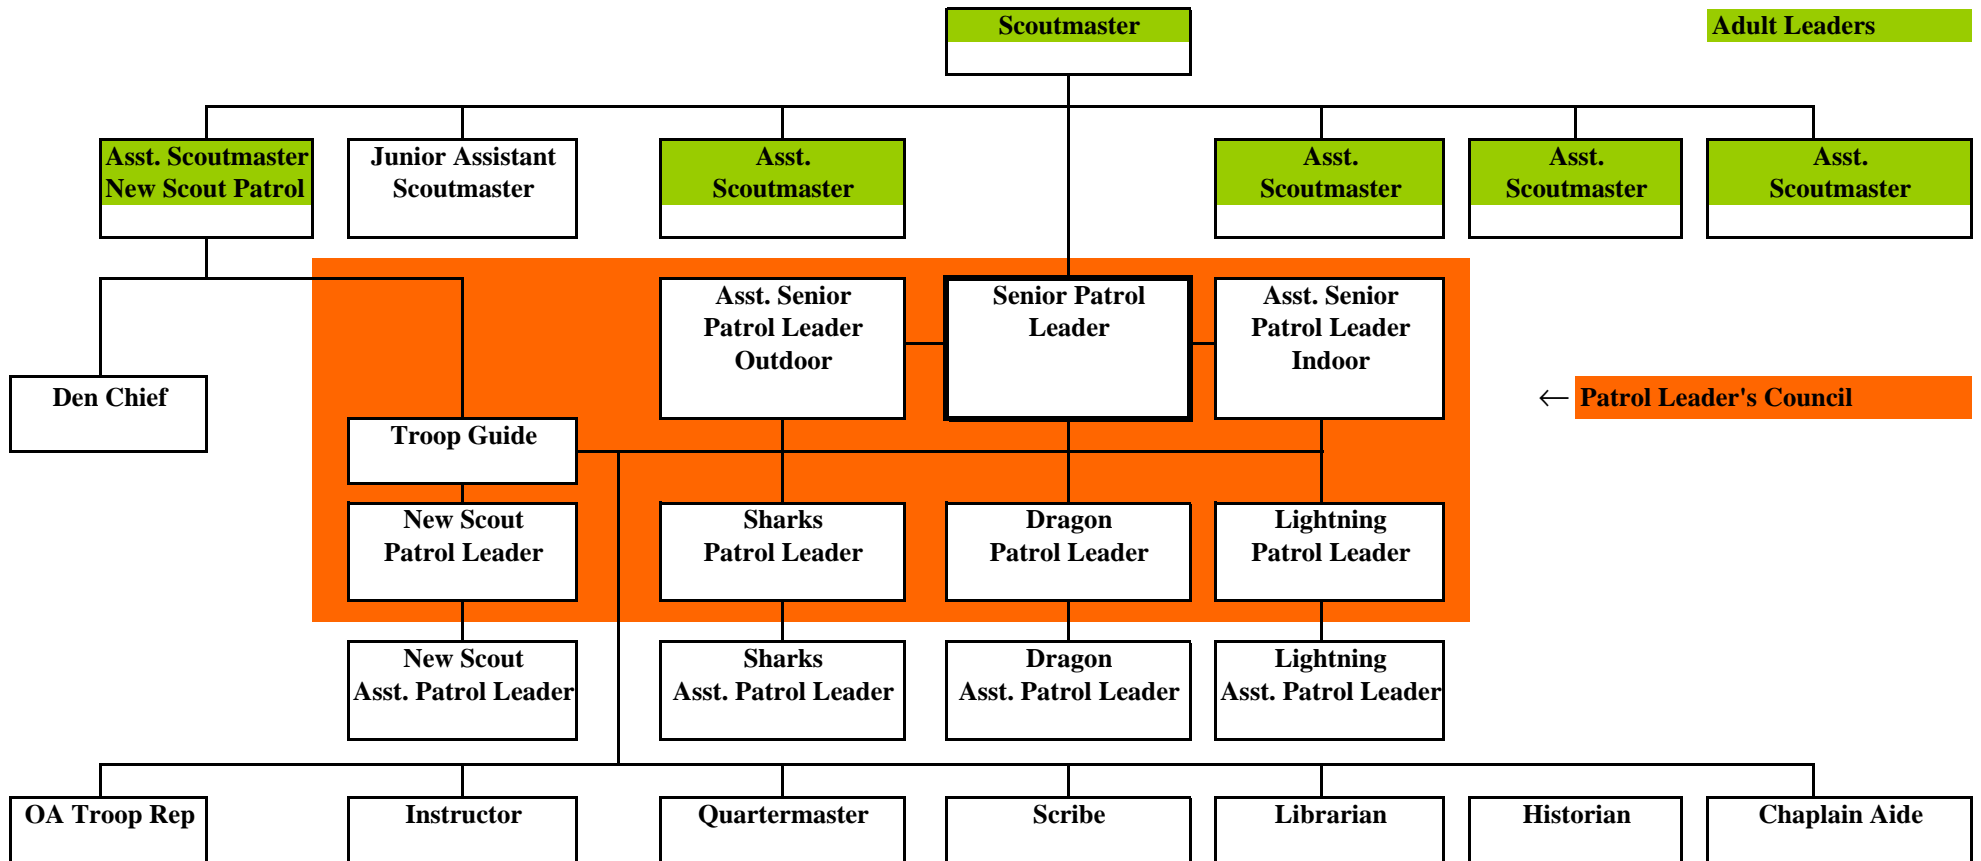 Scoutmaster
Adult Leaders
Asst. Scoutmaster
New Scout Patrol
Junior Assistant
Scoutmaster
Asst.
Scoutmaster
Asst.
Scoutmaster
Asst.
Scoutmaster
Asst.
Scoutmaster
Asst. Senior
Patrol Leader
Outdoor
Senior Patrol
Leader
Asst. Senior
Patrol Leader
Indoor
Den Chief
← Patrol Leader's Council
Troop Guide
New Scout
Patrol Leader
Sharks
Patrol Leader
Dragon
Patrol Leader
Lightning
Patrol Leader
New Scout
Asst. Patrol Leader
Sharks
Asst. Patrol Leader
Dragon
Asst. Patrol Leader
Lightning
Asst. Patrol Leader
OA Troop Rep
Instructor
Quartermaster
Scribe
Librarian
Historian
Chaplain Aide